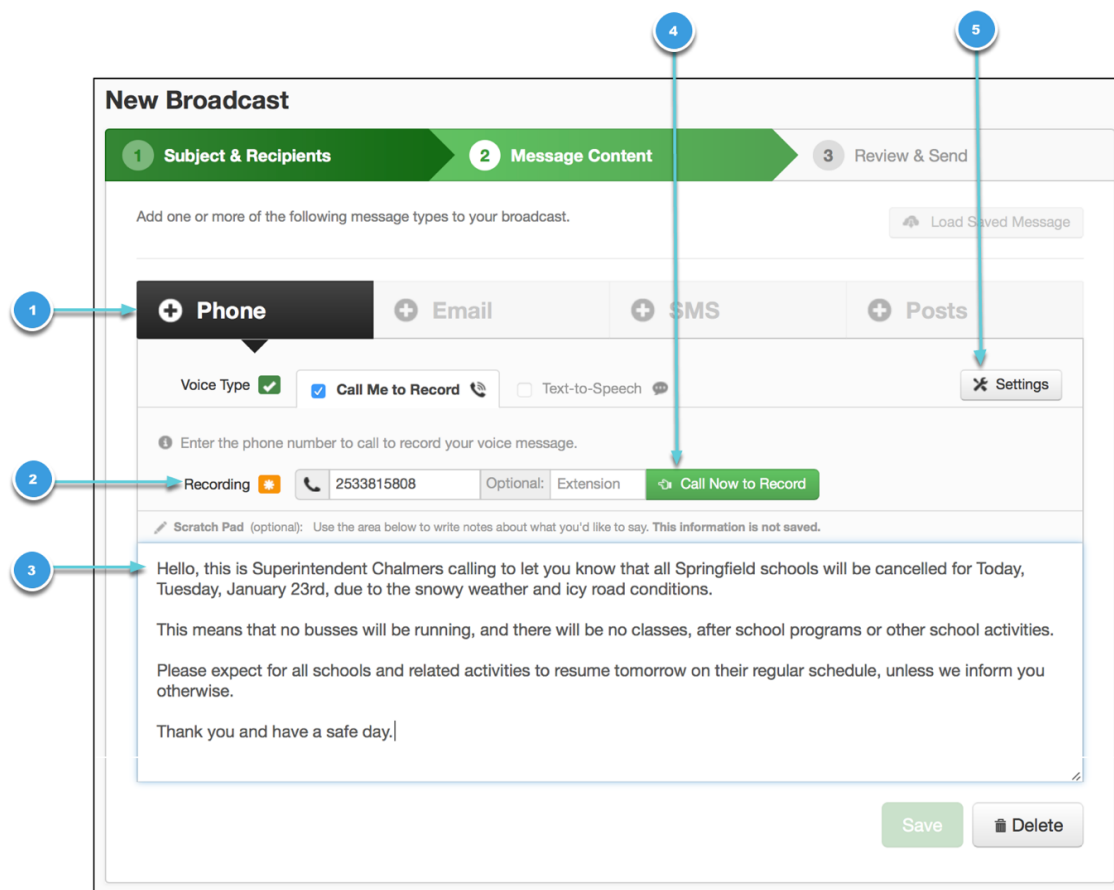 4
5
New Broadcast
1 Subject & Recipients
2 Message Content
3 Review & Send
Add one or more of the following message types to your broadcast.
Load Saved Message
1
Phone
Email
SMS
Posts
Voice Type
Call Me to Record
Text-to-Speech
Settings
Enter the phone number to call to record your voice message.
2
Recording
2533815808
Optional:
Extension
Call Now to Record
Scratch Pad (optional): Use the area below to write notes about what you'd like to say. This information is not saved.
3
Hello, this is Superintendent Chalmers calling to let you know that all Springfield schools will be cancelled for Today,
Tuesday, January 23rd, due to the snowy weather and icy road conditions.
This means that no busses will be running, and there will be no classes, after school programs or other school activities.
Please expect for all schools and related activities to resume tomorrow on their regular schedule, unless we inform you
otherwise.
Thank you and have a safe day.
Save
Delete